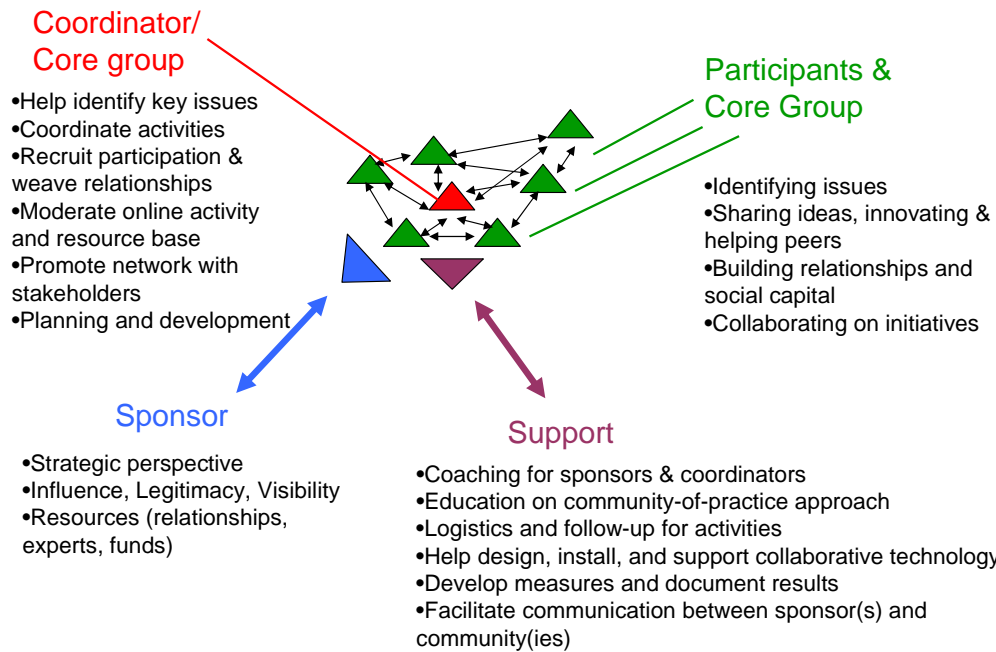 Coordinator/
Core group
•Help identify key issues
•Coordinate activities
•Recruit participation &
weave relationships
•Moderate online activity
and resource base
•Promote network with
stakeholders
•Planning and development
Participants &
Core Group
•Identifying issues
•Sharing ideas, innovating &
helping peers
•Building relationships and
social capital
•Collaborating on initiatives
Sponsor
•Strategic perspective
•Influence, Legitimacy, Visibility
•Resources (relationships,
experts, funds)
Support
•Coaching for sponsors & coordinators
•Education on community-of-practice approach
•Logistics and follow-up for activities
•Help design, install, and support collaborative technology
•Develop measures and document results
•Facilitate communication between sponsor(s) and
community(ies)